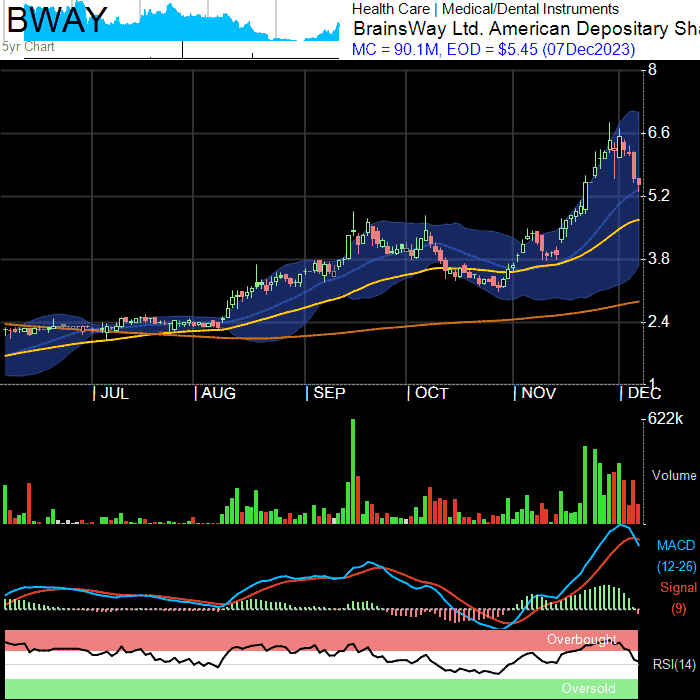 BWAY
5yr Chart
Health Care | Medical/Dental Instruments
BrainsWay Ltd. American Depositary Sha
MC = 90.1M, EOD = $5.45 (07Dec2023)
8
6.6
5.2
3.8
2.4
1
JUL AUG SEP OCT NOV DEC
622k
Volume
MACD
(12-26)
Signal
(9)
Overbought
RSI(14)
Oversold